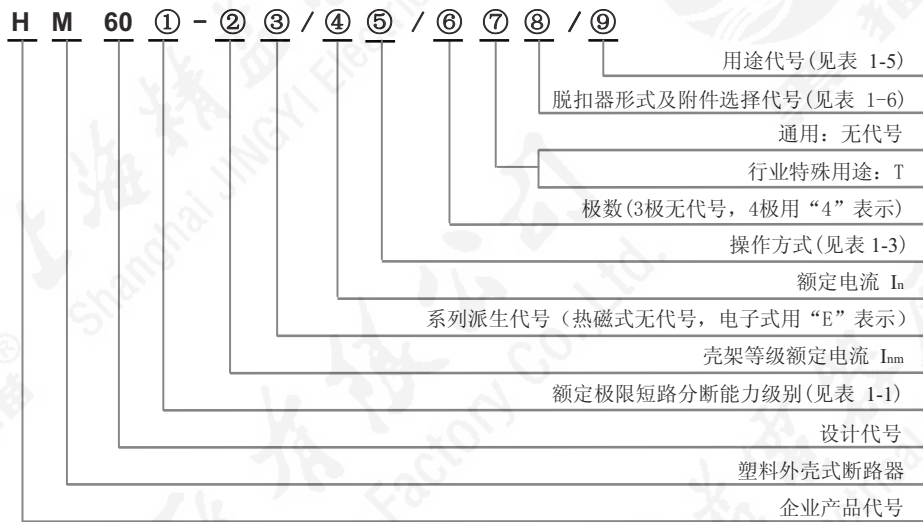 H M 60 ① - ② ③ / ④ ⑤ / ⑥ ⑦ ⑧ / ⑨
用途代号(见表 1-5)
脱扣器形式及附件选择代号(见表 1-6)
通用: 无代号
行业特殊用途: T
极数(3极无代号, 4极用“4”表示)
操作方式(见表 1-3)
额定电流 In
系列派生代号（热磁式无代号, 电子式用“E”表示）
壳架等级额定电流 Inm
额定极限短路分断能力级别(见表 1-1)
设计代号
塑料外壳式断路器
企业产品代号